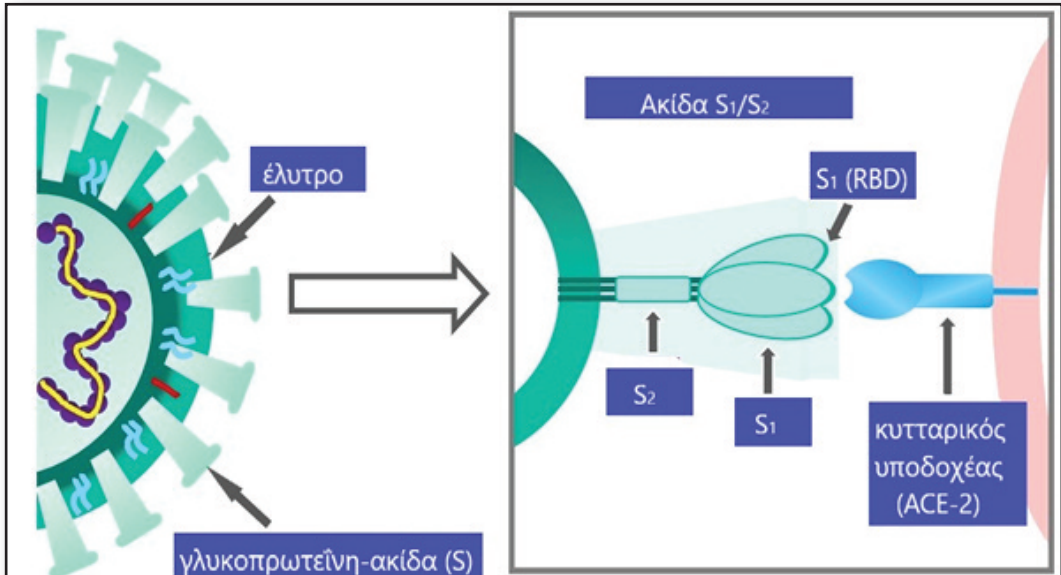 έλυτρο
γλυκοπρωτεΐνη-ακίδα (S)
Ακίδα S₁/S₂
S₁ (RBD)
S₂
S₁
κυτταρικός
υποδοχέας
(ACE-2)